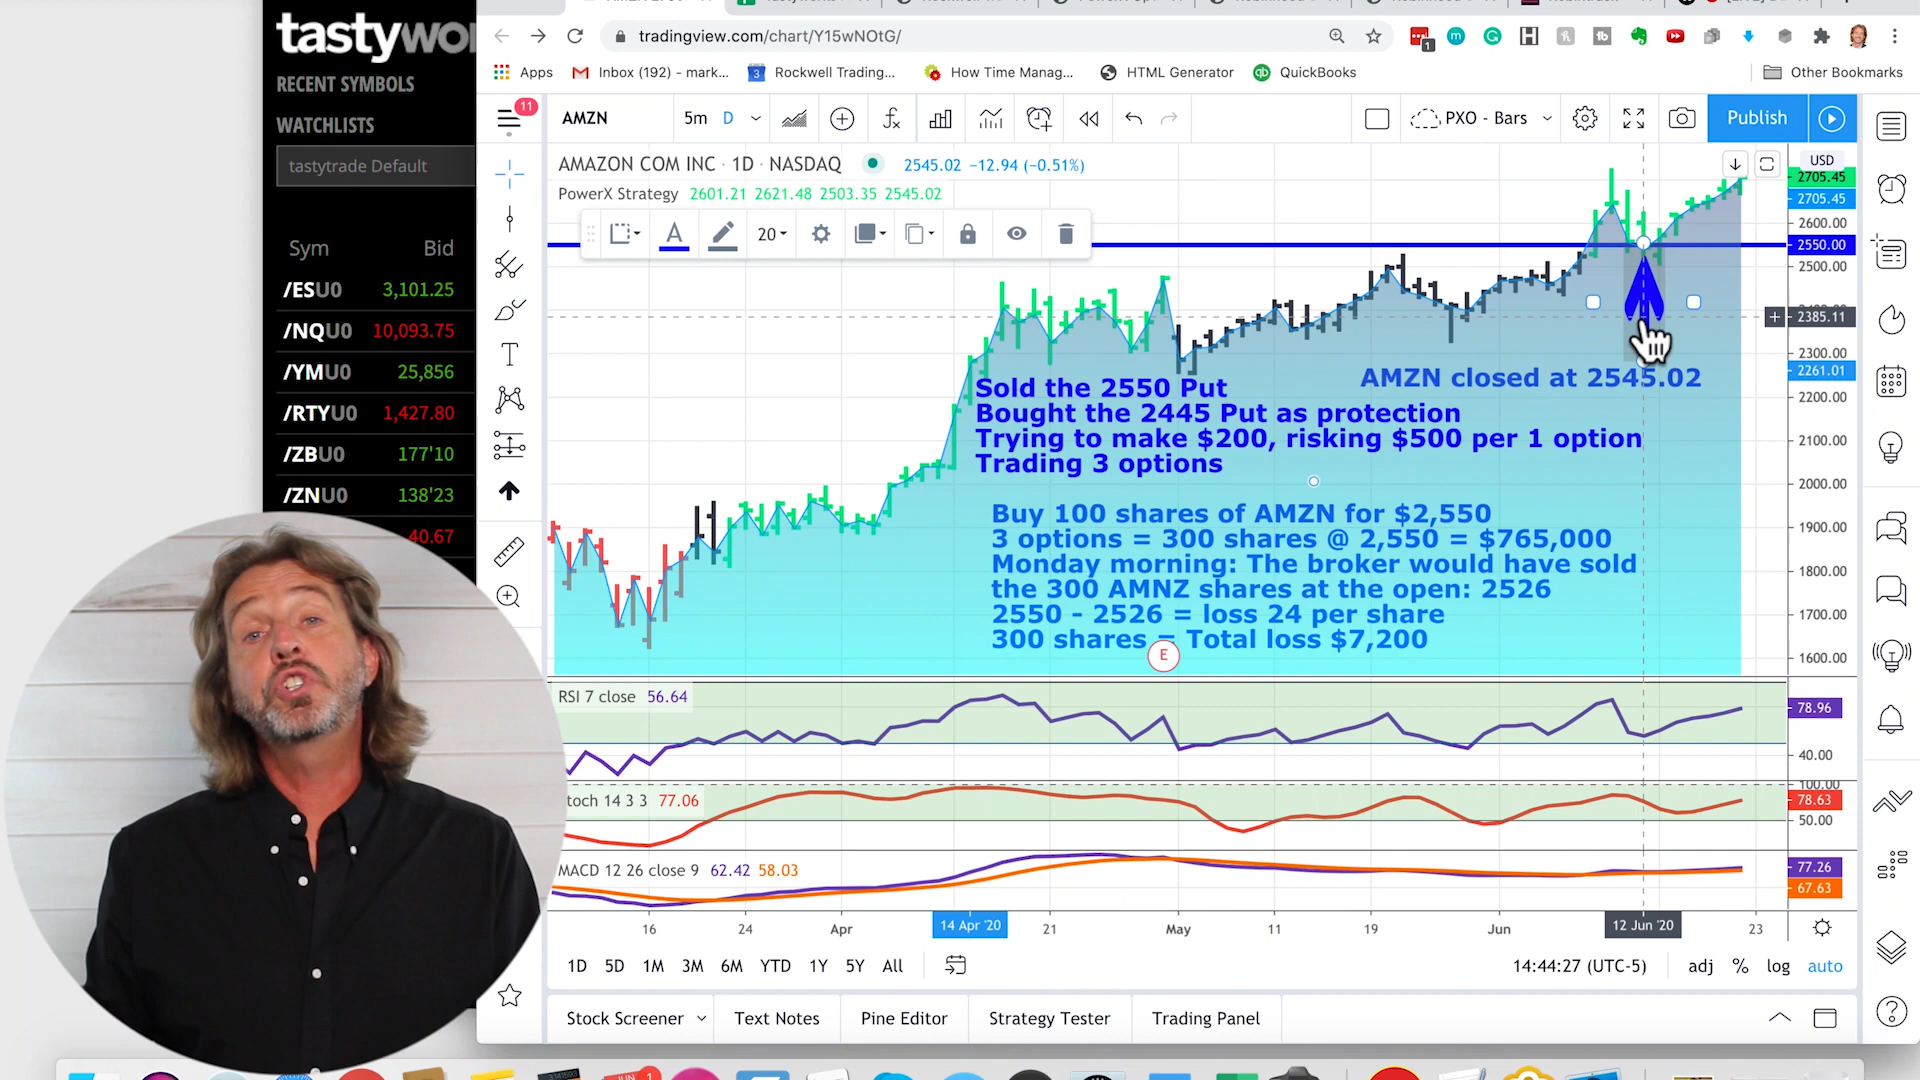 tastywo
RECENT SYMBOLS
WATCHLISTS
tastytrade Default
Sym Bid
/ESU0 3,101.25
/NQU0 10,093.75
/YMU0 25,856
/RTYU0 1,427.80
/ZBU0 177'10
/ZNU0 138'23
40.67
tradingview.com/chart/Y15wNOtG/
1
Apps
Inbox (192) - mark...
3
Rockwell Trading...
How Time Manag...
HTML Generator
QuickBooks
Other Bookmarks
11
AMZN
5m D
PXO - Bars
Publish
AMAZON COM INC · 1D · NASDAQ 2545.02 −12.94 (−0.51%)
PowerX Strategy 2601.21 2621.48 2503.35 2545.02
20
USD
2705.45
2705.45
2600.00
2550.00
2500.00
2385.11
2300.00
2261.01
2200.00
2100.00
2000.00
1900.00
1800.00
1700.00
1600.00
AMZN closed at 2545.02
Sold the 2550 Put
Bought the 2445 Put as protection
Trying to make $200, risking $500 per 1 option
Trading 3 options
Buy 100 shares of AMZN for $2,550
3 options = 300 shares @ 2,550 = $765,000
Monday morning: The broker would have sold
the 300 AMNZ shares at the open: 2526
2550 - 2526 = loss 24 per share
300 shares = Total loss $7,200
E
RSI 7 close 56.64
78.96
40.00
toch 14 3 3 77.06
100.00
78.63
50.00
MACD 12 26 close 9 62.42 58.03
77.26
67.63
16 24 Apr 14 Apr '20 21 May 11 19 Jun 12 Jun '20 23
1D 5D 1M 3M 6M YTD 1Y 5Y All
14:44:27 (UTC-5) adj % log auto
Stock Screener Text Notes Pine Editor Strategy Tester Trading Panel